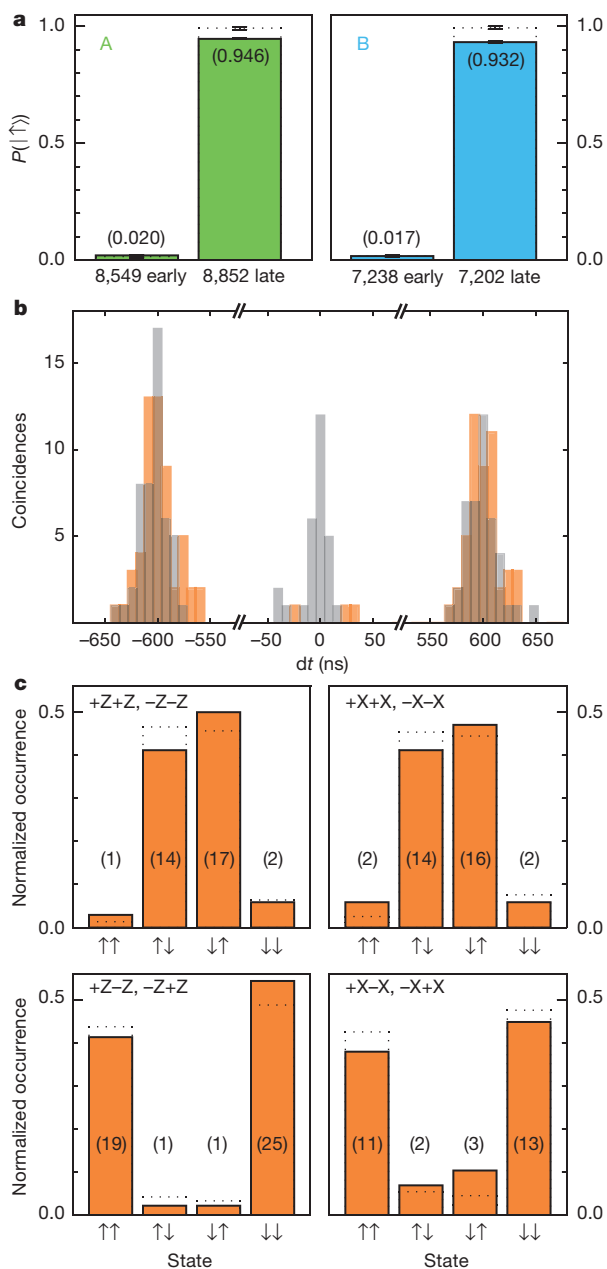 a
1.0 A (0.946) B (0.932) 1.0
P(|↑⟩)
0.5 0.5
(0.020) (0.017)
0.0 0.0
8,549 early 8,852 late 7,238 early 7,202 late
b
15
10
5
Coincidences
–650 –600 –550 –50 0 50 550 600 650
dt (ns)
c
+Z+Z, –Z–Z +X+X, –X–X
0.5 0.5
Normalized occurrence
(1) (14) (17) (2) (2) (14) (16) (2)
0.0 0.0
↑↑ ↑↓ ↓↑ ↓↓ ↑↑ ↑↓ ↓↑ ↓↓
+Z–Z, –Z+Z +X–X, –X+X
0.5 0.5
Normalized occurrence
(19) (1) (1) (25) (11) (2) (3) (13)
0.0 0.0
↑↑ ↑↓ ↓↑ ↓↓ ↑↑ ↑↓ ↓↑ ↓↓
State State